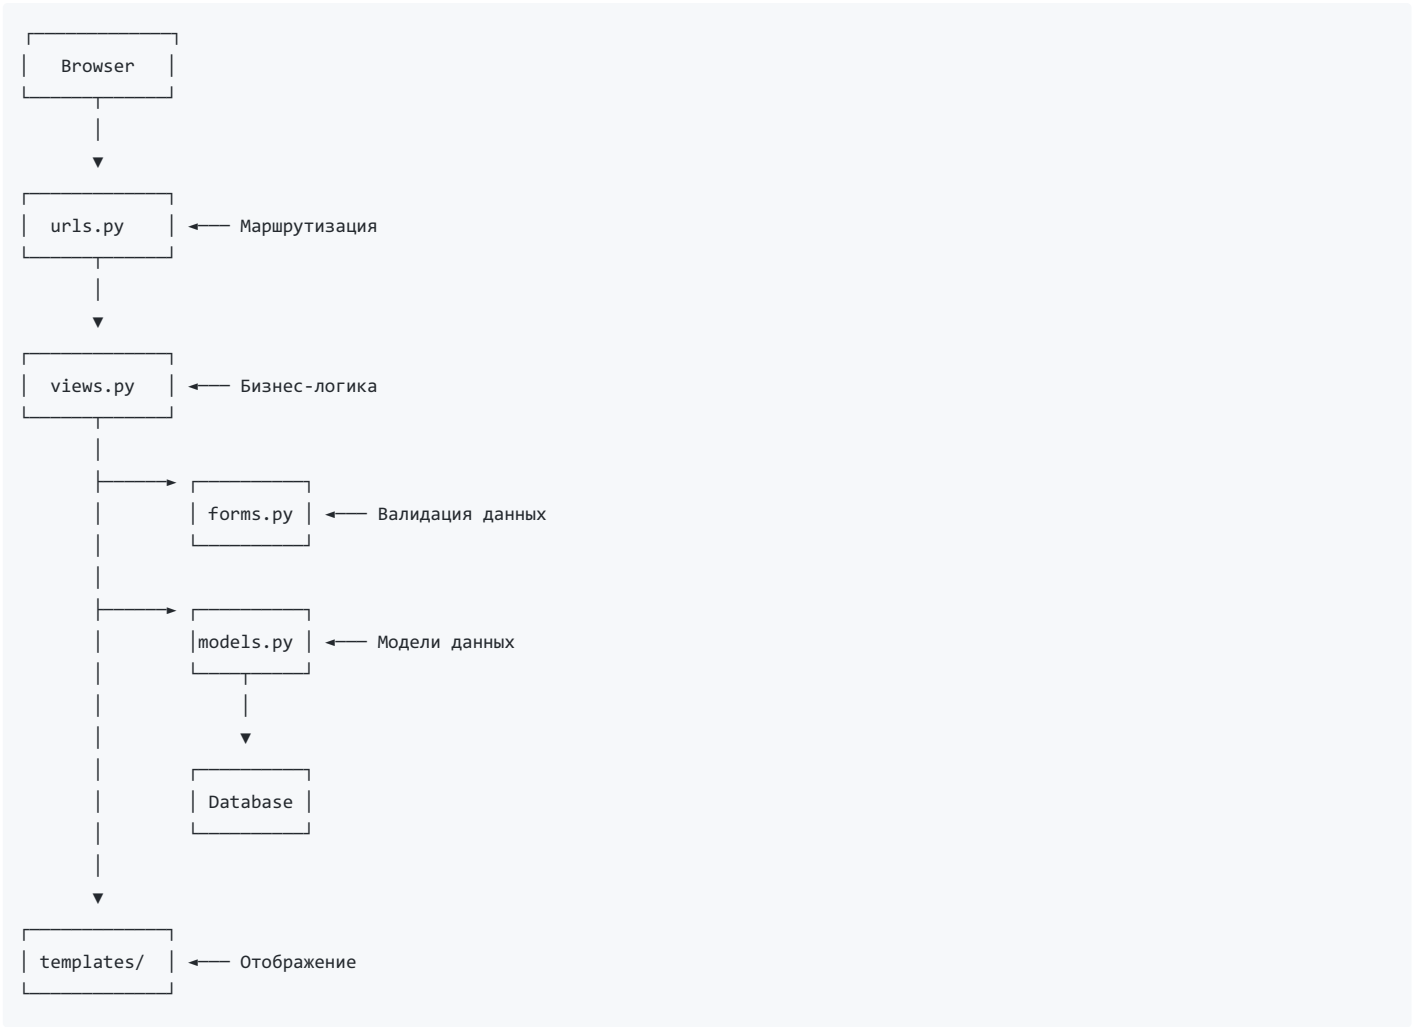 Browser
urls.py ◄─── Маршрутизация
views.py ◄─── Бизнес-логика
forms.py ◄─── Валидация данных
models.py ◄─── Модели данных
Database
templates/ ◄─── Отображение